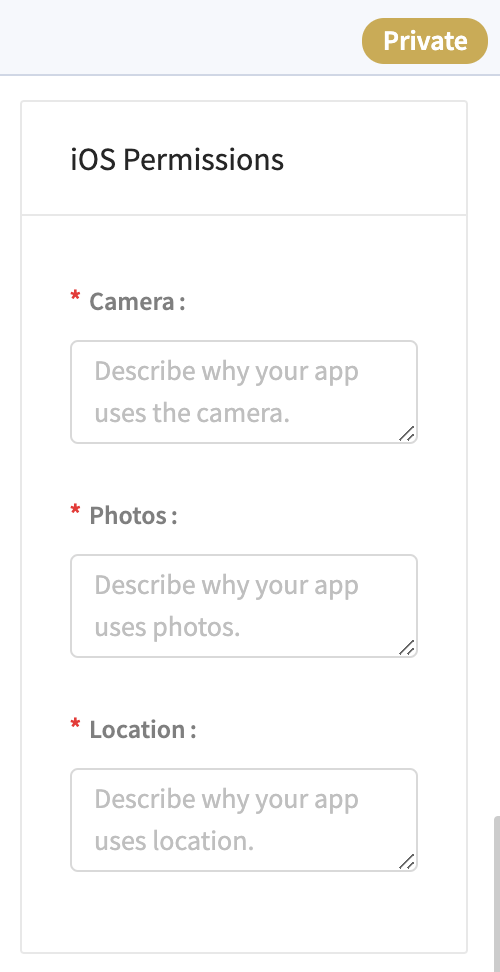 Private
iOS Permissions
* Camera :
Describe why your app
uses the camera.
* Photos :
Describe why your app
uses photos.
* Location :
Describe why your app
uses location.